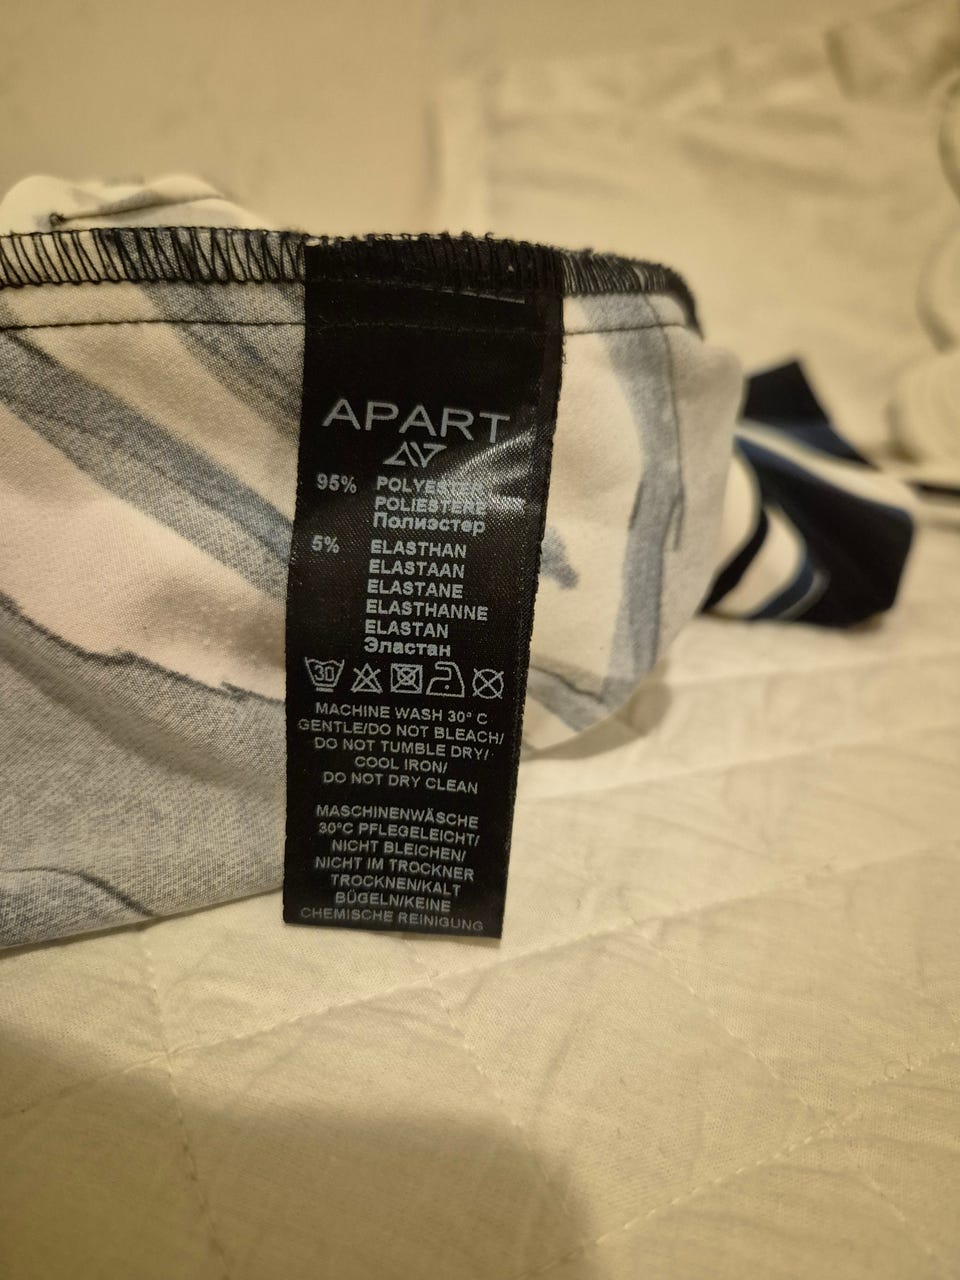 APART
95% POLYESTER
POLIESTERE
Полиэстер
5% ELASTHAN
ELASTAAN
ELASTANE
ELASTHANNE
ELASTAN
Эластан
30
MACHINE WASH 30° C
GENTLE/DO NOT BLEACH/
DO NOT TUMBLE DRY/
COOL IRON/
DO NOT DRY CLEAN
MASCHINENWÄSCHE
30°C PFLEGELEICHT/
NICHT BLEICHEN/
NICHT IM TROCKNER
TROCKNEN/KALT
BÜGELN/KEINE
CHEMISCHE REINIGUNG